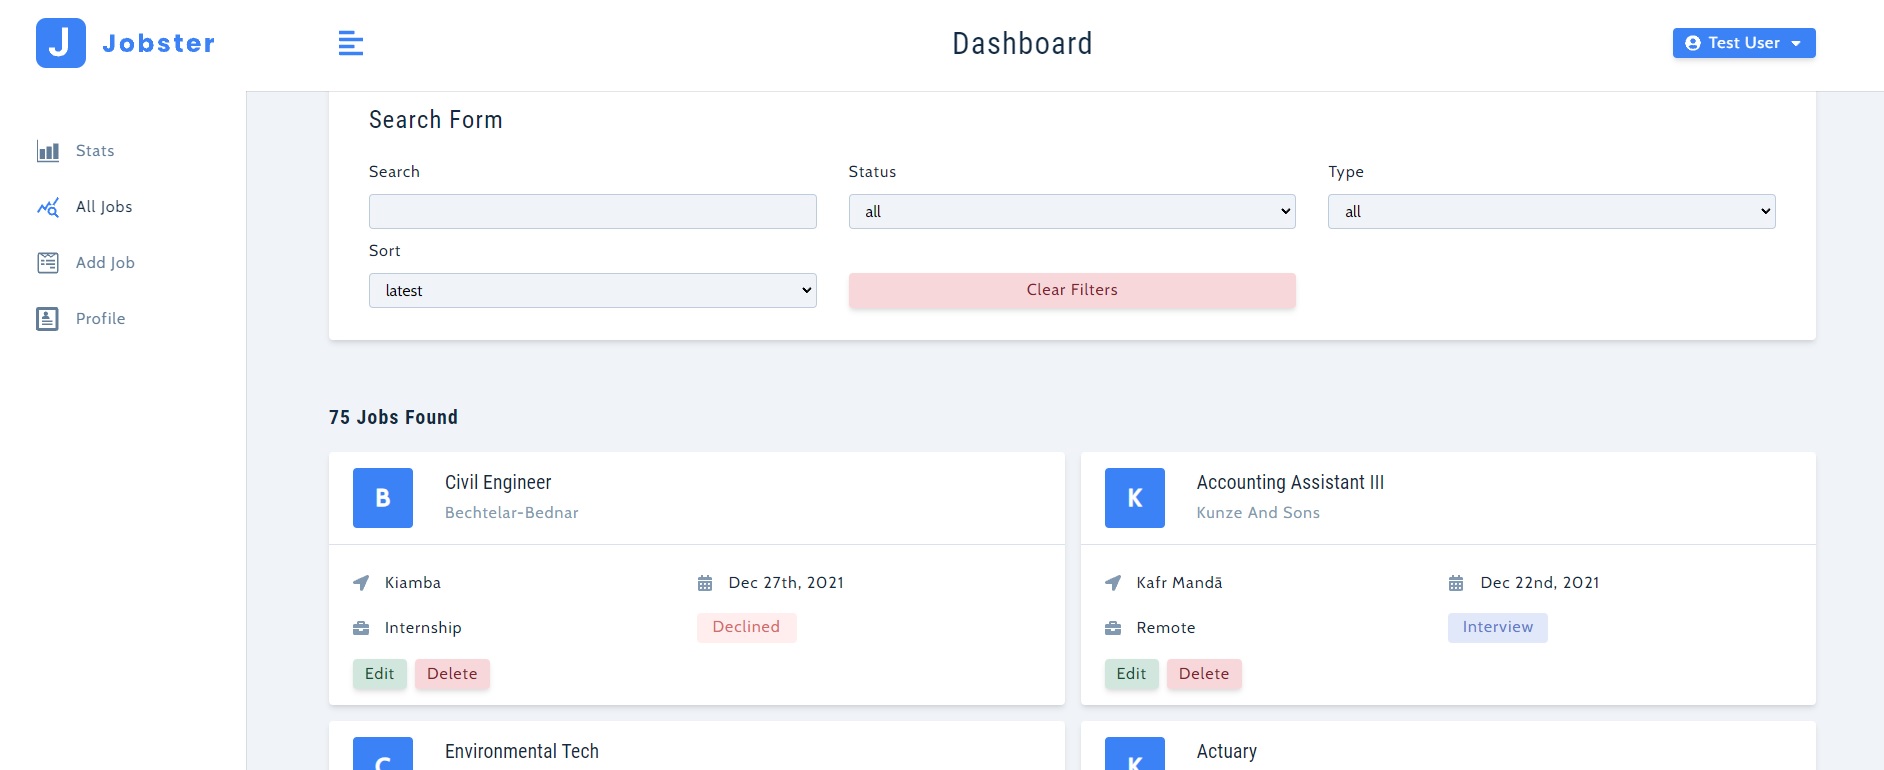 J Jobster
Dashboard
Test User
Stats
All Jobs
Add Job
Profile
Search Form
Search
Status
Type
all
all
Sort
latest
Clear Filters
75 Jobs Found
B
Civil Engineer
Bechtelar-Bednar
Kiamba
Dec 27th, 2021
Internship
Declined
Edit Delete
K
Accounting Assistant III
Kunze And Sons
Kafr Mandā
Dec 22nd, 2021
Remote
Interview
Edit Delete
C
Environmental Tech
K
Actuary